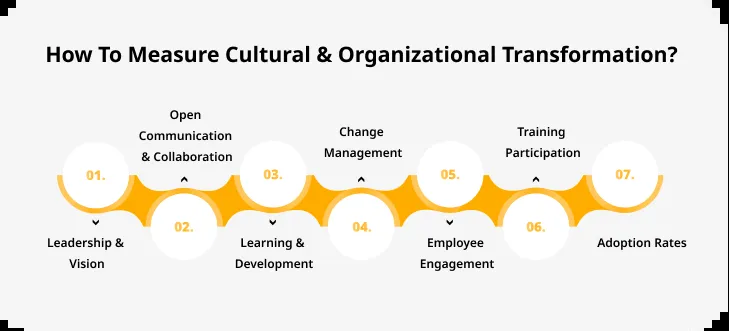 How To Measure Cultural & Organizational Transformation?
01.
Leadership &
Vision
Open
Communication
& Collaboration
02.
03.
Learning &
Development
Change
Management
04.
05.
Employee
Engagement
Training
Participation
06.
07.
Adoption Rates